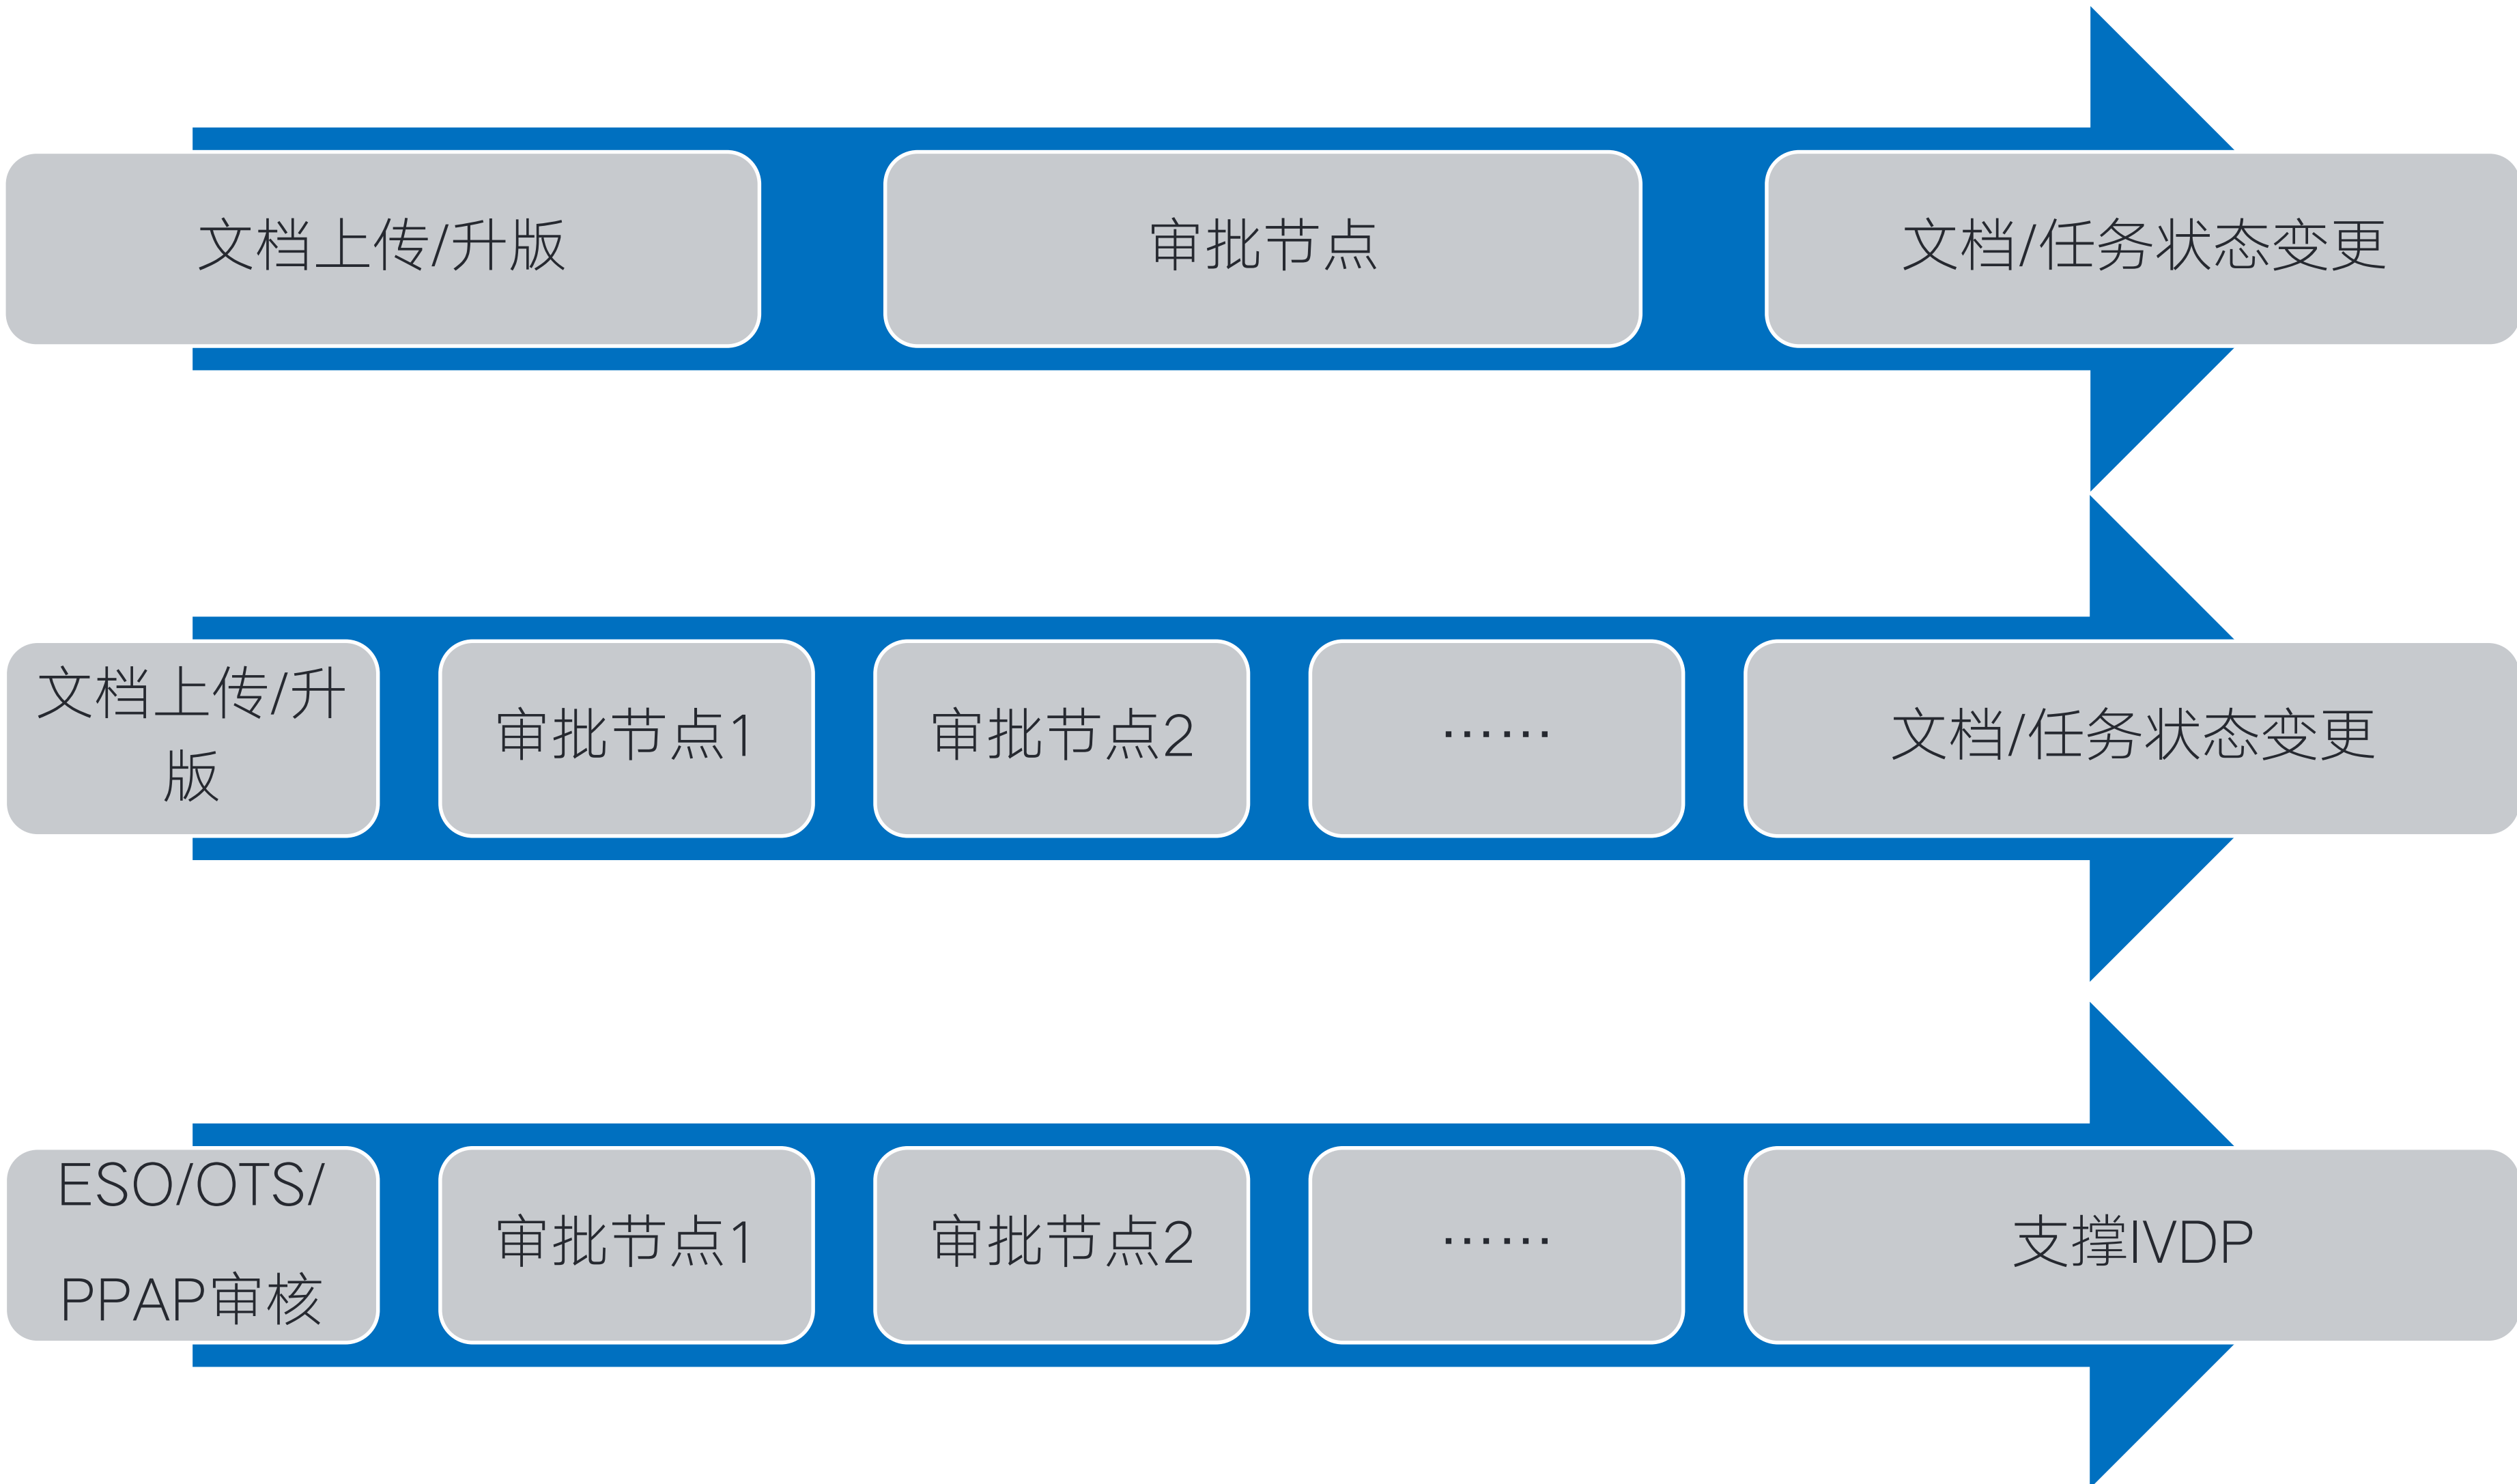 文档上传/升版
审批节点
文档/任务状态变更
文档上传/升
版
审批节点1
审批节点2
……
文档/任务状态变更
ESO/OTS/
PPAP审核
审批节点1
审批节点2
……
支撑IVDP